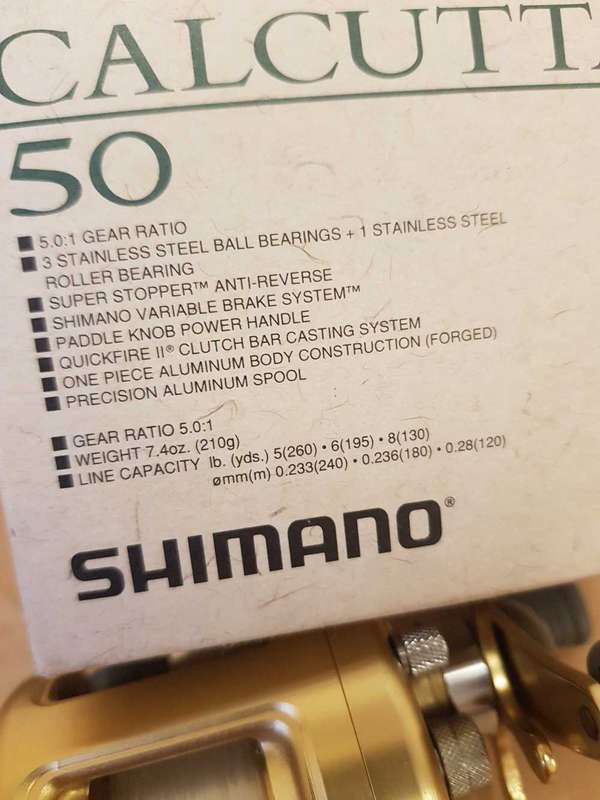 CALCUTTA
50
■ 5.0:1 GEAR RATIO
■ 3 STAINLESS STEEL BALL BEARINGS + 1 STAINLESS STEEL
ROLLER BEARING
■ SUPER STOPPER™ ANTI-REVERSE
■ SHIMANO VARIABLE BRAKE SYSTEM™
■ PADDLE KNOB POWER HANDLE
■ QUICKFIRE II® CLUTCH BAR CASTING SYSTEM
■ ONE PIECE ALUMINUM BODY CONSTRUCTION (FORGED)
■ PRECISION ALUMINUM SPOOL
■ GEAR RATIO 5.0:1
■ WEIGHT 7.4oz. (210g)
■ LINE CAPACITY lb. (yds.) 5(260) • 6(195) • 8(130)
ømm(m) 0.233(240) • 0.236(180) • 0.28(120)
SHIMANO®